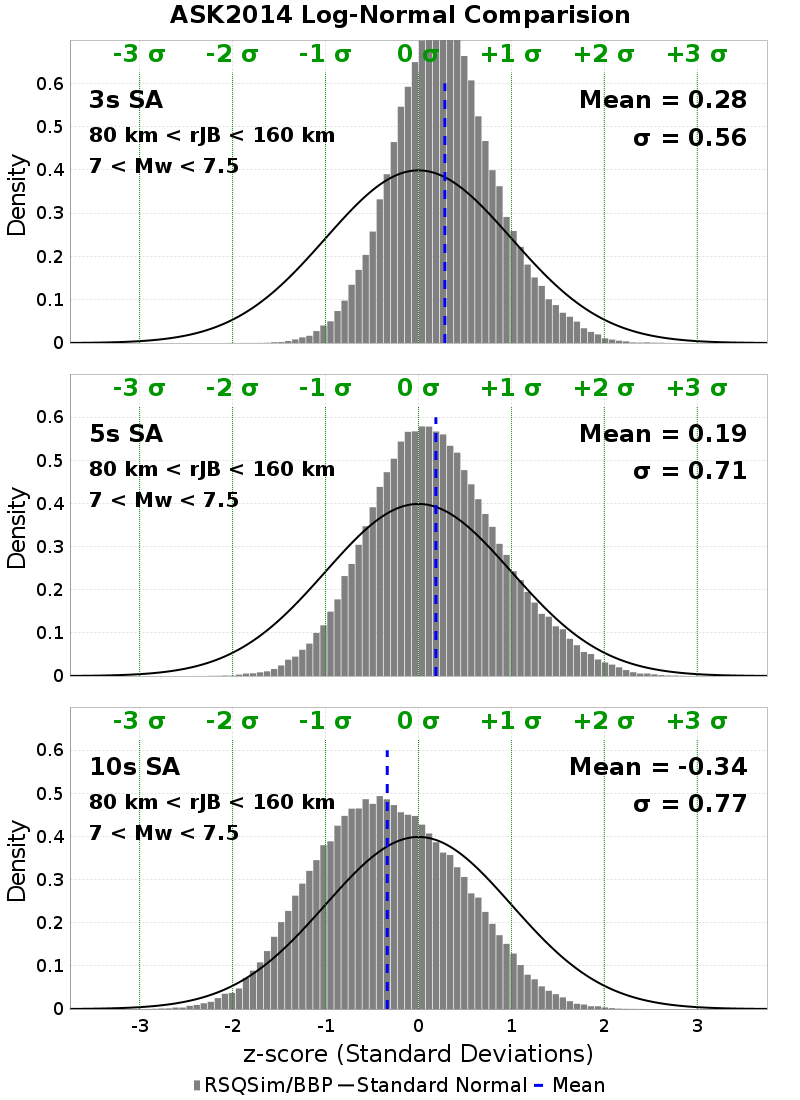 ASK2014 Log-Normal Comparision
-3 σ -2 σ -1 σ 0 σ +1 σ +2 σ +3 σ
0.6
3s SA Mean = 0.28
0.5
80 km < rJB < 160 km σ = 0.56
7 < Mw < 7.5
0.4
0.3
0.2
0.1
0
Density
-3 σ -2 σ -1 σ 0 σ +1 σ +2 σ +3 σ
0.6
5s SA Mean = 0.19
0.5
80 km < rJB < 160 km σ = 0.71
7 < Mw < 7.5
0.4
0.3
0.2
0.1
0
Density
-3 σ -2 σ -1 σ 0 σ +1 σ +2 σ +3 σ
0.6
10s SA Mean = -0.34
0.5
80 km < rJB < 160 km σ = 0.77
7 < Mw < 7.5
0.4
0.3
0.2
0.1
0
Density
-3 -2 -1 0 1 2 3
z-score (Standard Deviations)
RSQSim/BBP Standard Normal Mean